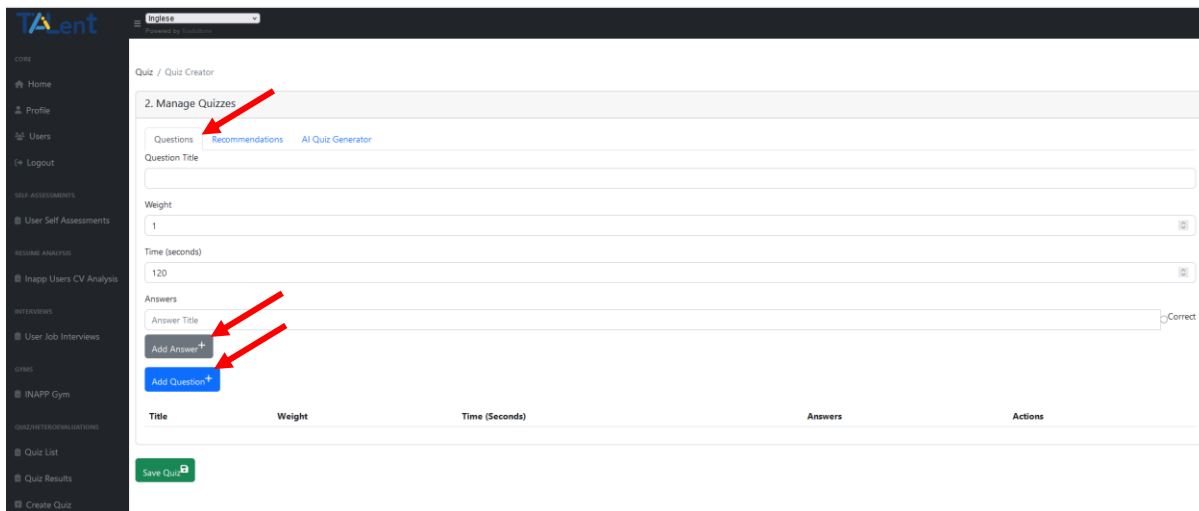 TALent
Inglese
Powered by
CORE
Home
Profile
Users
Logout
SELF-ASSESSMENTS
User Self Assessments
RESUME ANALYSIS
Inapp Users CV Analysis
INTERVIEWS
User Job Interviews
GYMS
INAPP Gym
QUIZ/HETEROEVALUATIONS
Quiz List
Quiz Results
Create Quiz
Quiz / Quiz Creator
2. Manage Quizzes
Questions Recommendations AI Quiz Generator
Question Title
Weight
1
Time (seconds)
120
Answers
Answer Title Correct
Add Answer+
Add Question+
Title Weight Time (Seconds) Answers Actions
Save Quiz